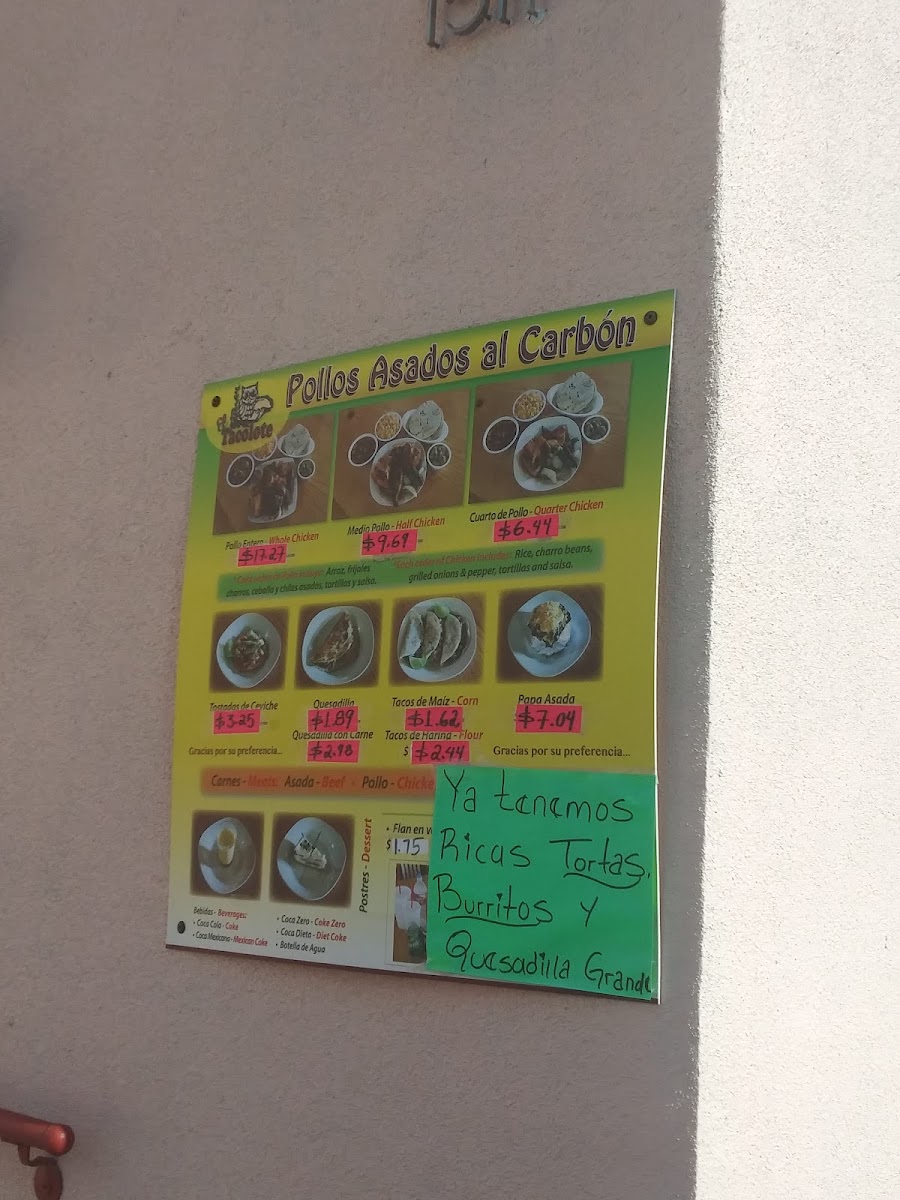 Pollos Asados al Carbón
el Tacolote
Pollo Entero - Whole Chicken
$17.27
Medio Pollo - Half Chicken
$9.69
Cuarto de Pollo - Quarter Chicken
$6.44
Arroz, frijoles
charros, cebolla y chiles asados, tortillas y salsa.
*Each order of Chicken includes: Rice, charro beans,
grilled onions & pepper, tortillas and salsa.
Tostadas de Ceviche
$3.25
Quesadilla
$1.89
Quesadilla con Carne
$2.98
Tacos de Maíz - Corn
$1.62
Tacos de Harina - Flour
$ $2.44
Papa Asada
$7.04
Gracias por su preferencia...
Gracias por su preferencia...
Carnes - Meats: Asada - Beef - Pollo - Chicke
Bebidas - Beverages:
• Coca Cola - Coke
• Coca Mexicana - Mexican Coke
• Coca Zero - Coke Zero
• Coca Dieta - Diet Coke
• Botella de Agua
Postres - Dessert
• Flan en v
$1.75
Ya tenemos
Ricas Tortas,
Burritos y
Quesadilla Grande